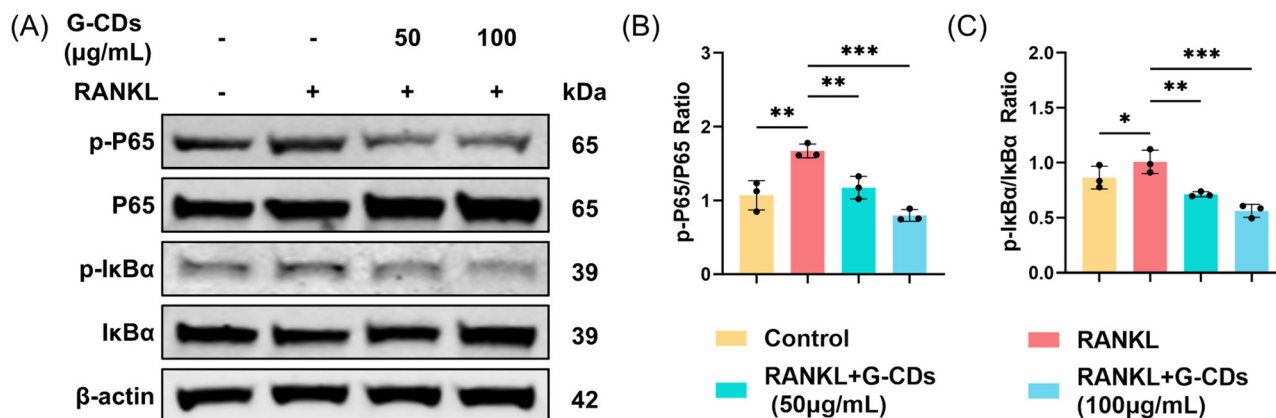 (A)
G-CDs
(μg/mL)
- - 50 100
RANKL - + + + kDa
p-P65 65
P65 65
p-IκBα 39
IκBα 39
β-actin 42
(B)
p-P65/P65 Ratio
3
2
1
0
**
**
***
(C)
p-IκBα/IκBα Ratio
2.0
1.5
1.0
0.5
0.0
*
**
***
Control
RANKL
RANKL+G-CDs
(50μg/mL)
RANKL+G-CDs
(100μg/mL)